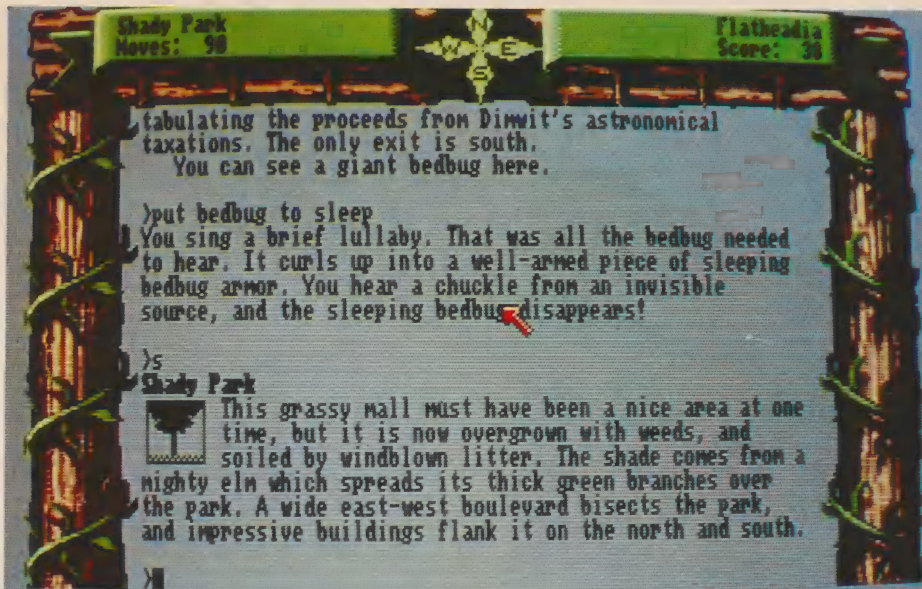 Shady Park
Moves: 90
N
W E
S
Flatheadia
Score: 38
tabulating the proceeds from Dimwit's astronomical
taxations. The only exit is south.
You can see a giant bedbug here.
>put bedbug to sleep
You sing a brief lullaby. That was all the bedbug needed
to hear. It curls up into a well-armed piece of sleeping
bedbug armor. You hear a chuckle from an invisible
source, and the sleeping bedbug disappears!
>s
Shady Park
This grassy mall must have been a nice area at one
time, but it is now overgrown with weeds, and
soiled by windblown litter. The shade comes from a
mighty elm which spreads its thick green branches over
the park. A wide east-west boulevard bisects the park,
and impressive buildings flank it on the north and south.
>